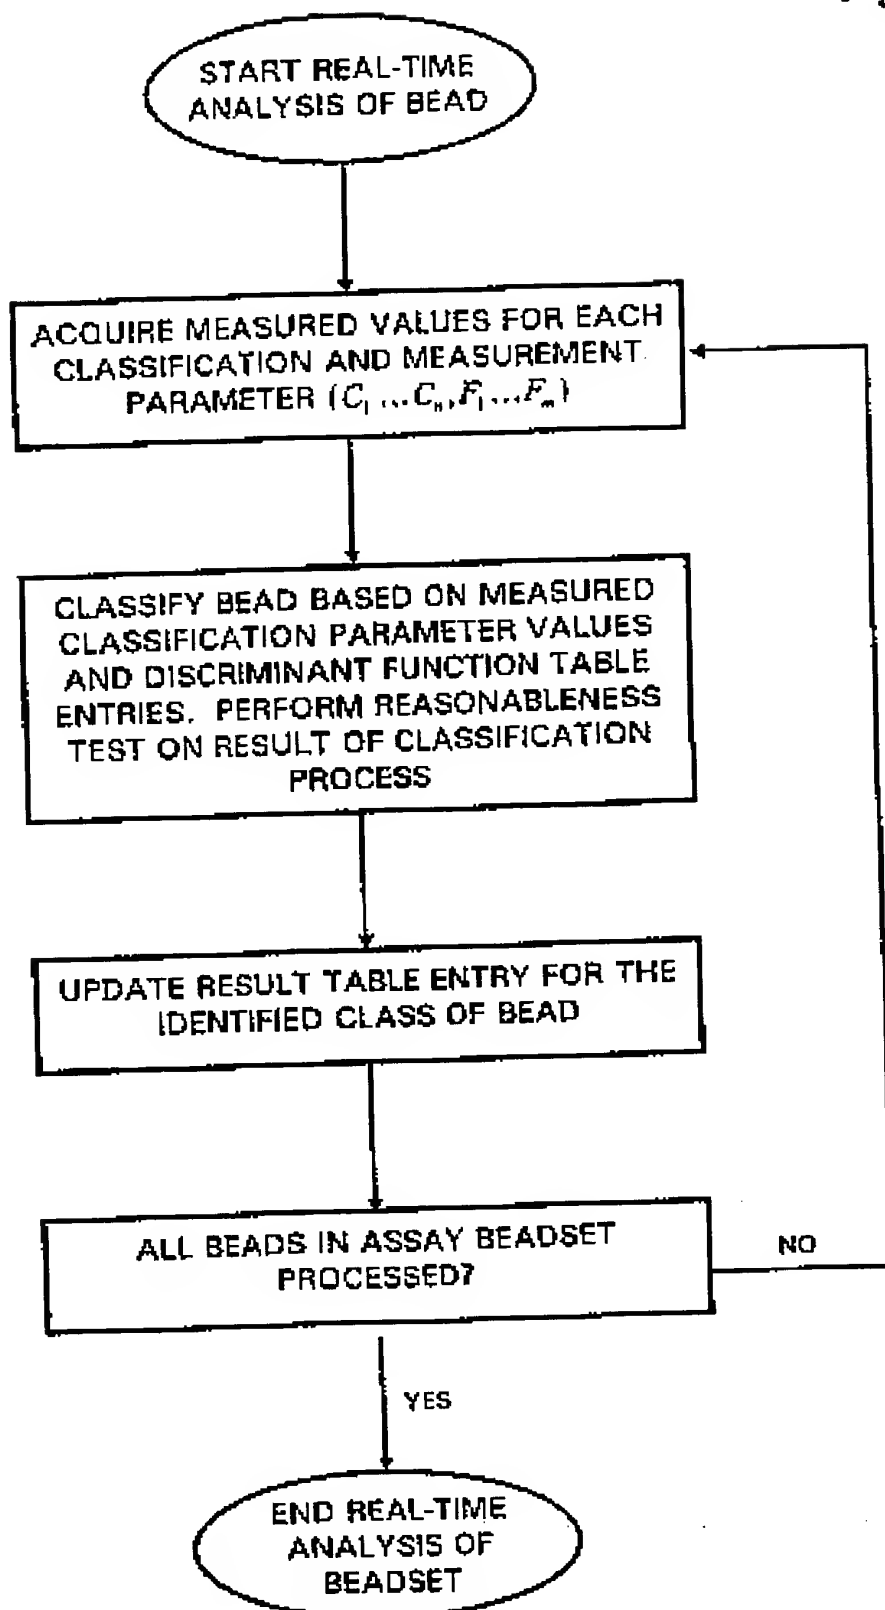 START REAL-TIME
ANALYSIS OF BEAD
ACQUIRE MEASURED VALUES FOR EACH
CLASSIFICATION AND MEASUREMENT
PARAMETER (C₁ ...Cₙ,F₁...Fₘ)
CLASSIFY BEAD BASED ON MEASURED
CLASSIFICATION PARAMETER VALUES
AND DISCRIMINANT FUNCTION TABLE
ENTRIES. PERFORM REASONABLENESS
TEST ON RESULT OF CLASSIFICATION
PROCESS
UPDATE RESULT TABLE ENTRY FOR THE
IDENTIFIED CLASS OF BEAD
ALL BEADS IN ASSAY BEADSET
PROCESSED?
NO
YES
END REAL-TIME
ANALYSIS OF
BEADSET